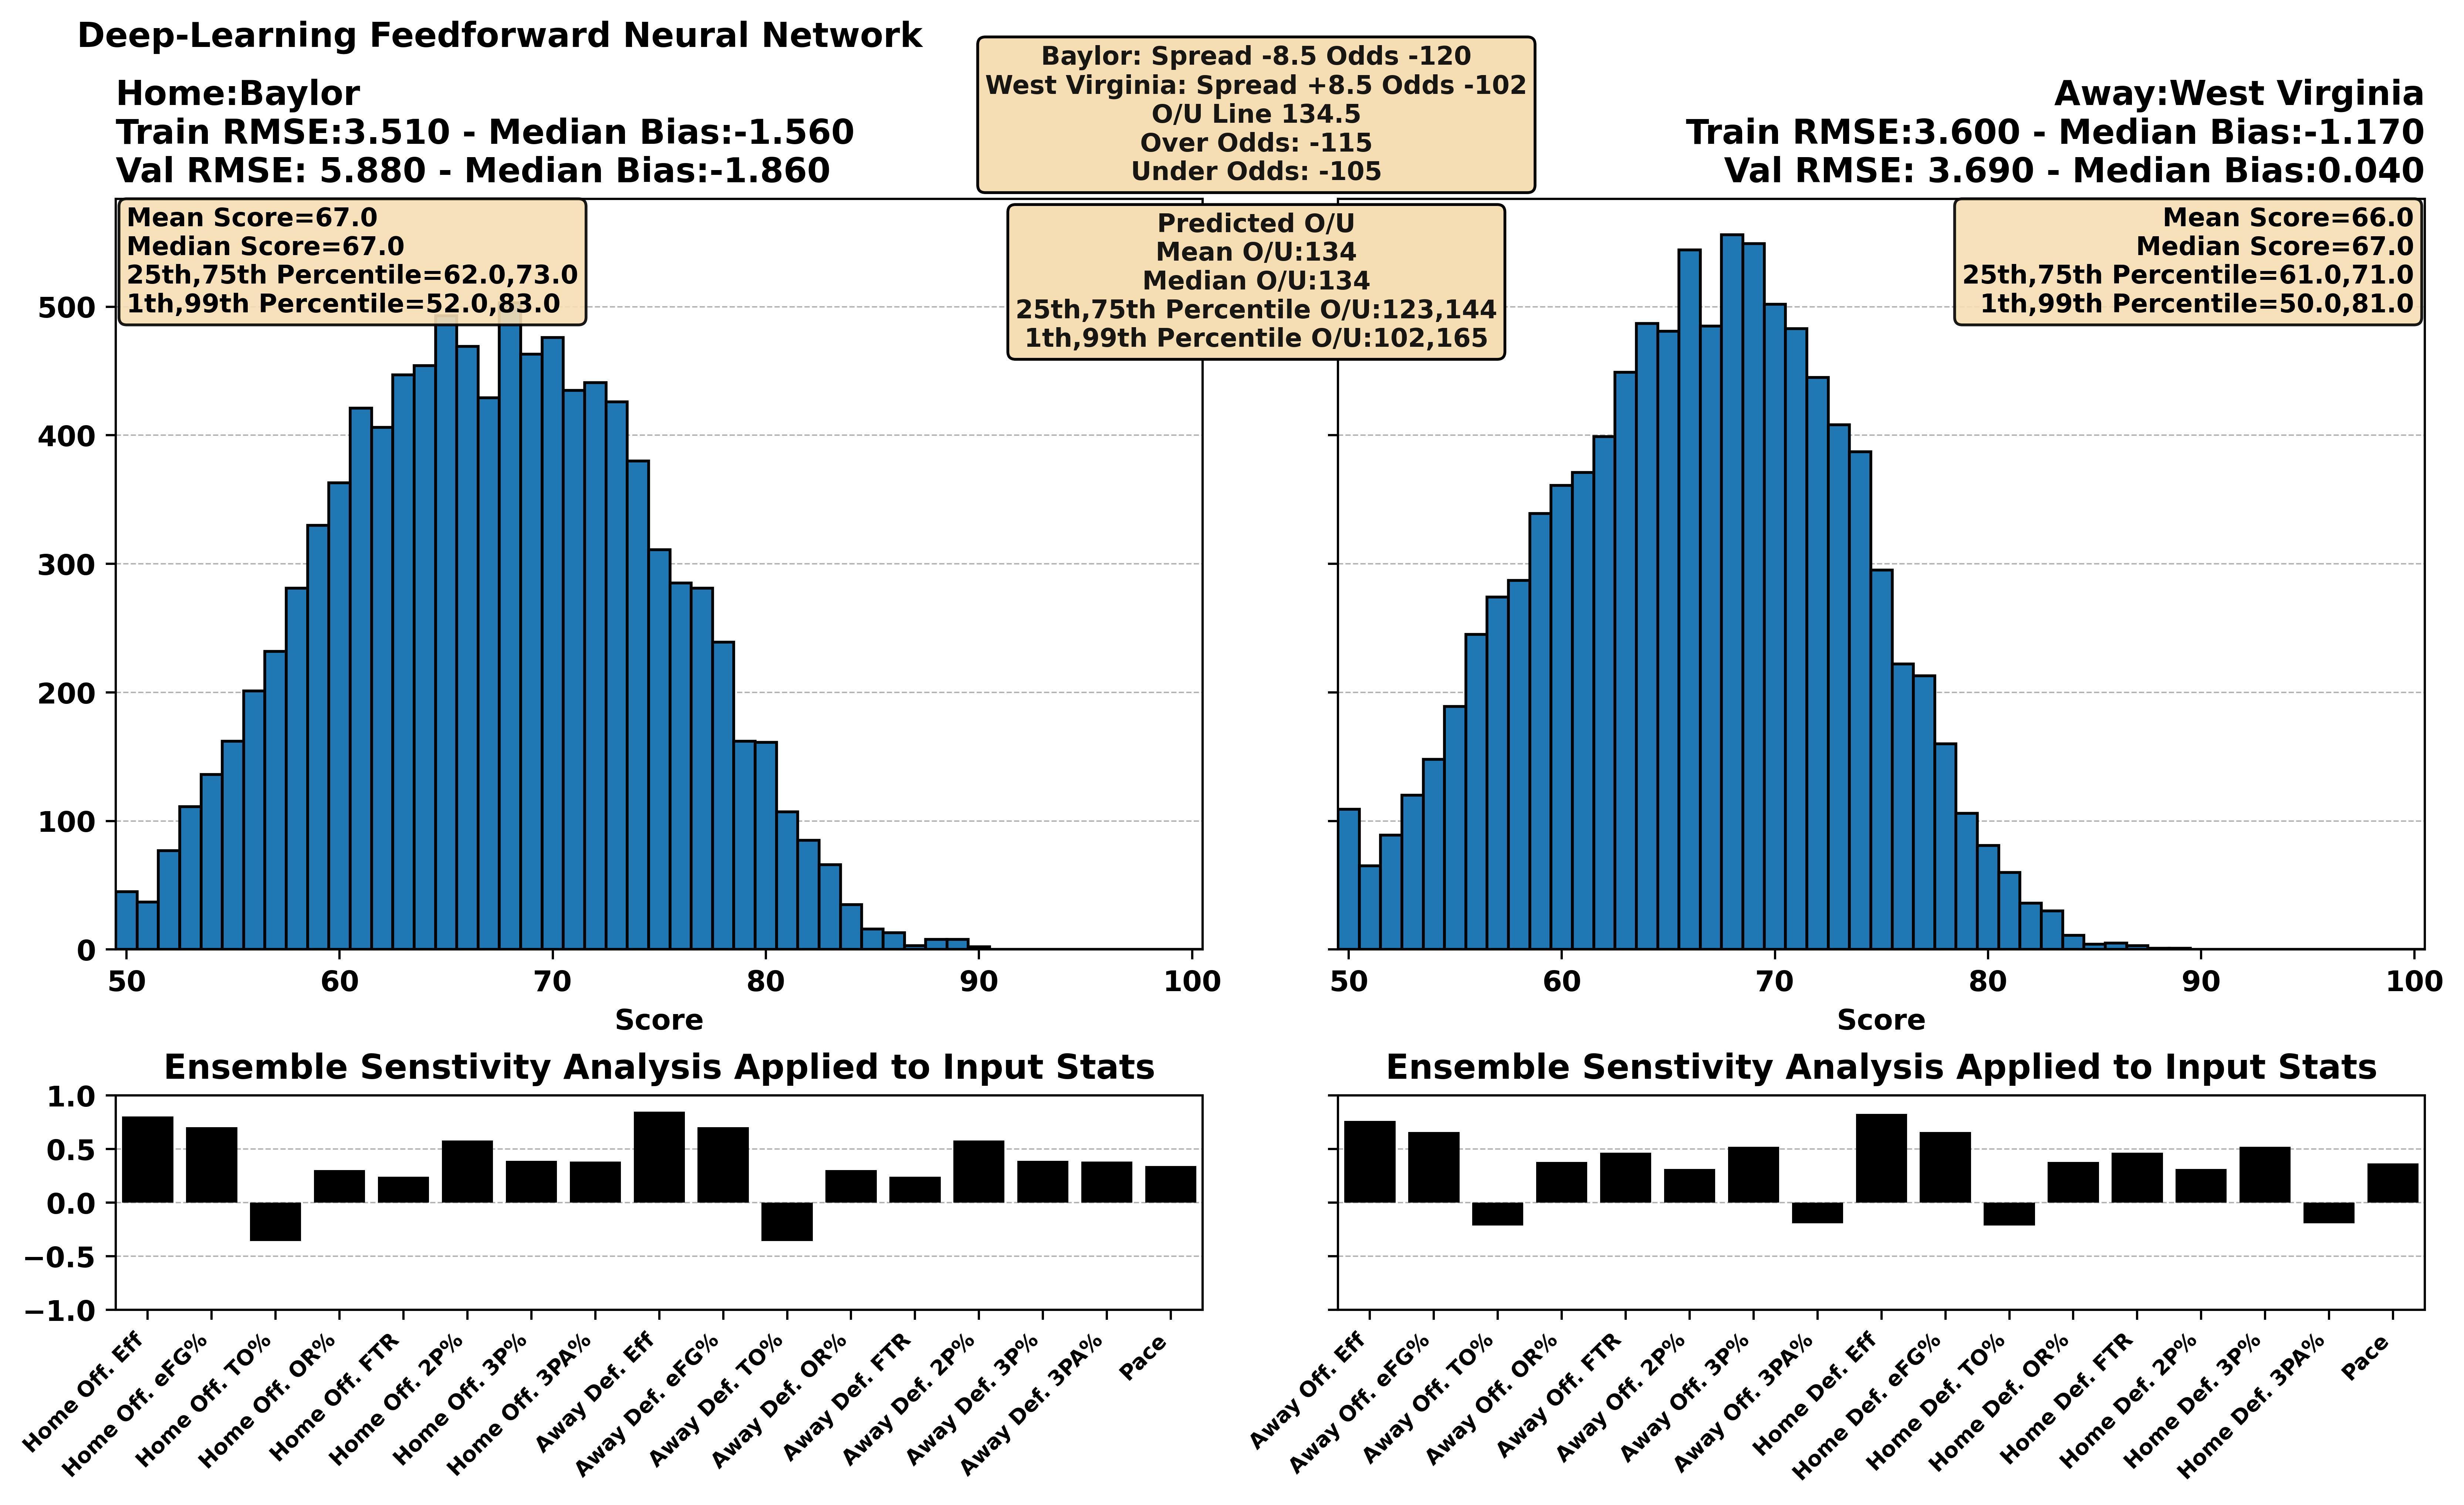 Deep-Learning Feedforward Neural Network
Baylor: Spread -8.5 Odds -120
West Virginia: Spread +8.5 Odds -102
O/U Line 134.5
Over Odds: -115
Under Odds: -105
Home:Baylor
Train RMSE:3.510 - Median Bias:-1.560
Val RMSE: 5.880 - Median Bias:-1.860
Away:West Virginia
Train RMSE:3.600 - Median Bias:-1.170
Val RMSE: 3.690 - Median Bias:0.040
Mean Score=67.0
Median Score=67.0
25th,75th Percentile=62.0,73.0
1th,99th Percentile=52.0,83.0
Predicted O/U
Mean O/U:134
Median O/U:134
25th,75th Percentile O/U:123,144
1th,99th Percentile O/U:102,165
Mean Score=66.0
Median Score=67.0
25th,75th Percentile=61.0,71.0
1th,99th Percentile=50.0,81.0
500
400
300
200
100
0
50 60 70 80 90 100
Score
50 60 70 80 90 100
Score
Ensemble Senstivity Analysis Applied to Input Stats
1.0
0.5
0.0
−0.5
−1.0
Home Off. Eff
Home Off. eFG%
Home Off. TO%
Home Off. OR%
Home Off. FTR
Home Off. 2P%
Home Off. 3P%
Home Off. 3PA%
Away Def. Eff
Away Def. eFG%
Away Def. TO%
Away Def. OR%
Away Def. FTR
Away Def. 2P%
Away Def. 3P%
Away Def. 3PA%
Pace
Ensemble Senstivity Analysis Applied to Input Stats
Away Off. Eff
Away Off. eFG%
Away Off. TO%
Away Off. OR%
Away Off. FTR
Away Off. 2P%
Away Off. 3P%
Away Off. 3PA%
Home Def. Eff
Home Def. eFG%
Home Def. TO%
Home Def. OR%
Home Def. FTR
Home Def. 2P%
Home Def. 3P%
Home Def. 3PA%
Pace